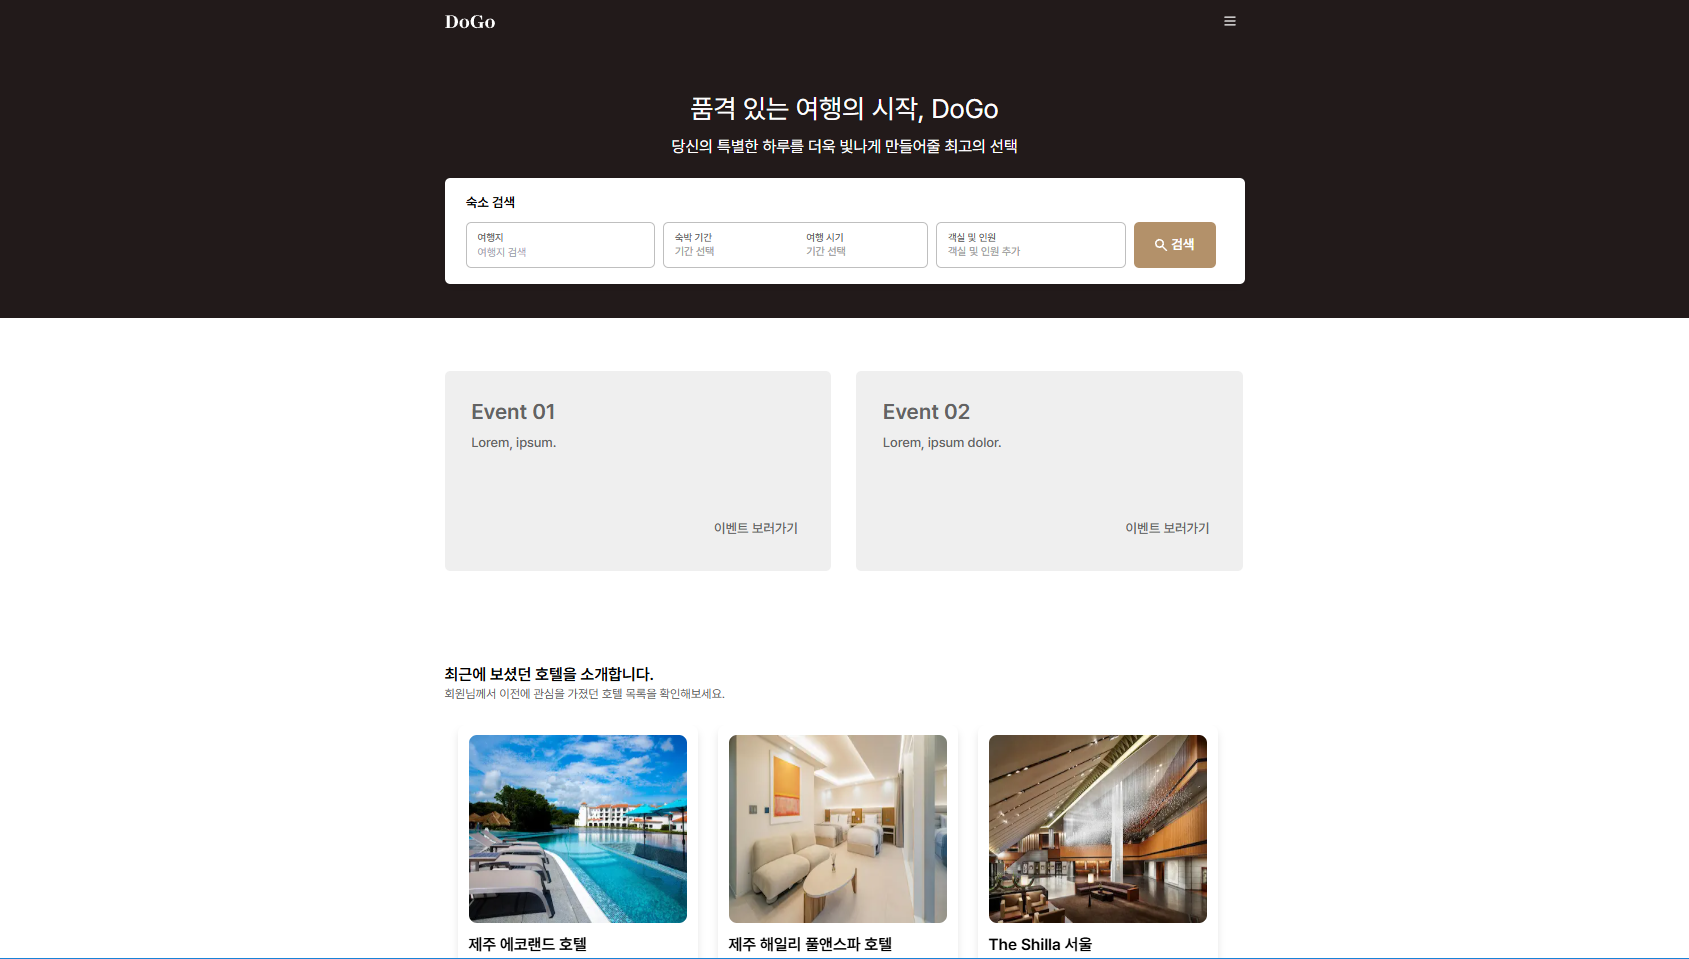 DoGo
품격 있는 여행의 시작, DoGo
당신의 특별한 하루를 더욱 빛나게 만들어줄 최고의 선택
숙소 검색
여행지
여행지 검색
숙박 기간
기간 선택
여행 시기
기간 선택
객실 및 인원
객실 및 인원 추가
검색
Event 01
Lorem, ipsum.
이벤트 보러가기
Event 02
Lorem, ipsum dolor.
이벤트 보러가기
최근에 보셨던 호텔을 소개합니다.
회원님께서 이전에 관심을 가졌던 호텔 목록을 확인해보세요.
제주 에코랜드 호텔
제주 해일리 풀앤스파 호텔
The Shilla 서울